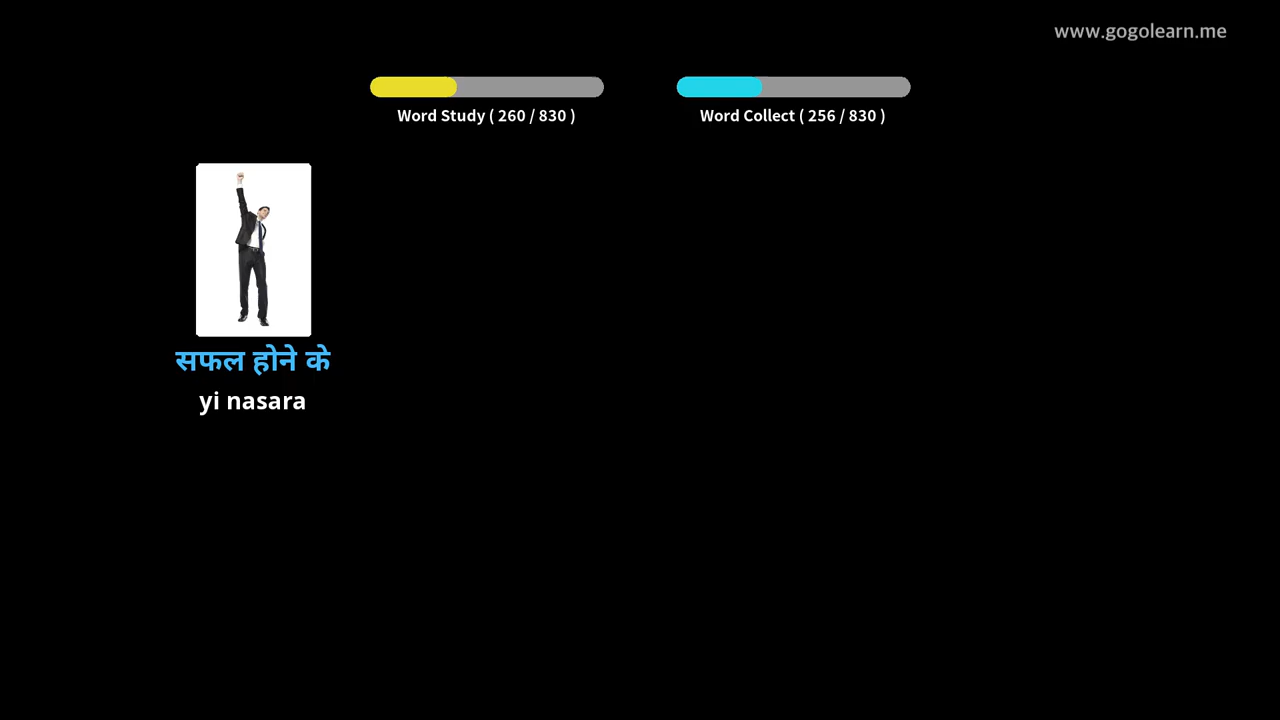 www.gogolearn.me
Word Study ( 260 / 830 )
Word Collect ( 256 / 830 )
सफल होने के
yi nasara